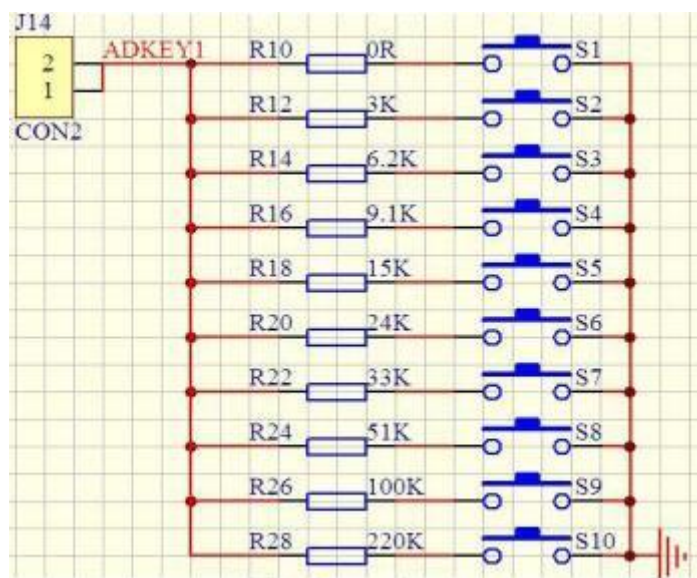 J14
ADKEY1
2
1
CON2
R10 0R S1
R12 3K S2
R14 6.2K S3
R16 9.1K S4
R18 15K S5
R20 24K S6
R22 33K S7
R24 51K S8
R26 100K S9
R28 220K S10